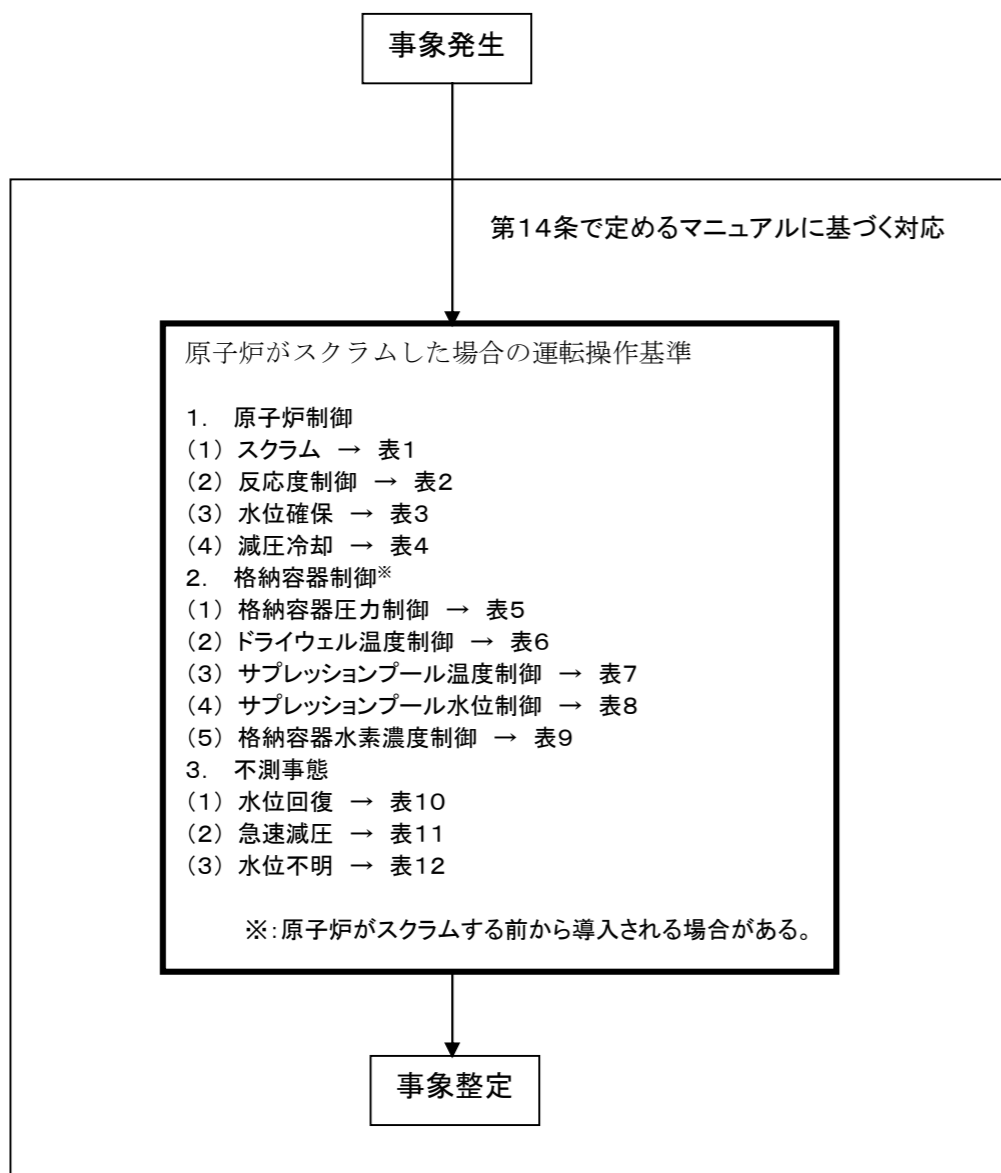 事象発生
第14条で定めるマニュアルに基づく対応
原子炉がスクラムした場合の運転操作基準
1. 原子炉制御
(1) スクラム → 表1
(2) 反応度制御 → 表2
(3) 水位確保 → 表3
(4) 減圧冷却 → 表4
2. 格納容器制御※
(1) 格納容器圧力制御 → 表5
(2) ドライウェル温度制御 → 表6
(3) サプレッションプール温度制御 → 表7
(4) サプレッションプール水位制御 → 表8
(5) 格納容器水素濃度制御 → 表9
3. 不測事態
(1) 水位回復 → 表10
(2) 急速減圧 → 表11
(3) 水位不明 → 表12
※:原子炉がスクラムする前から導入される場合がある。
事象整定